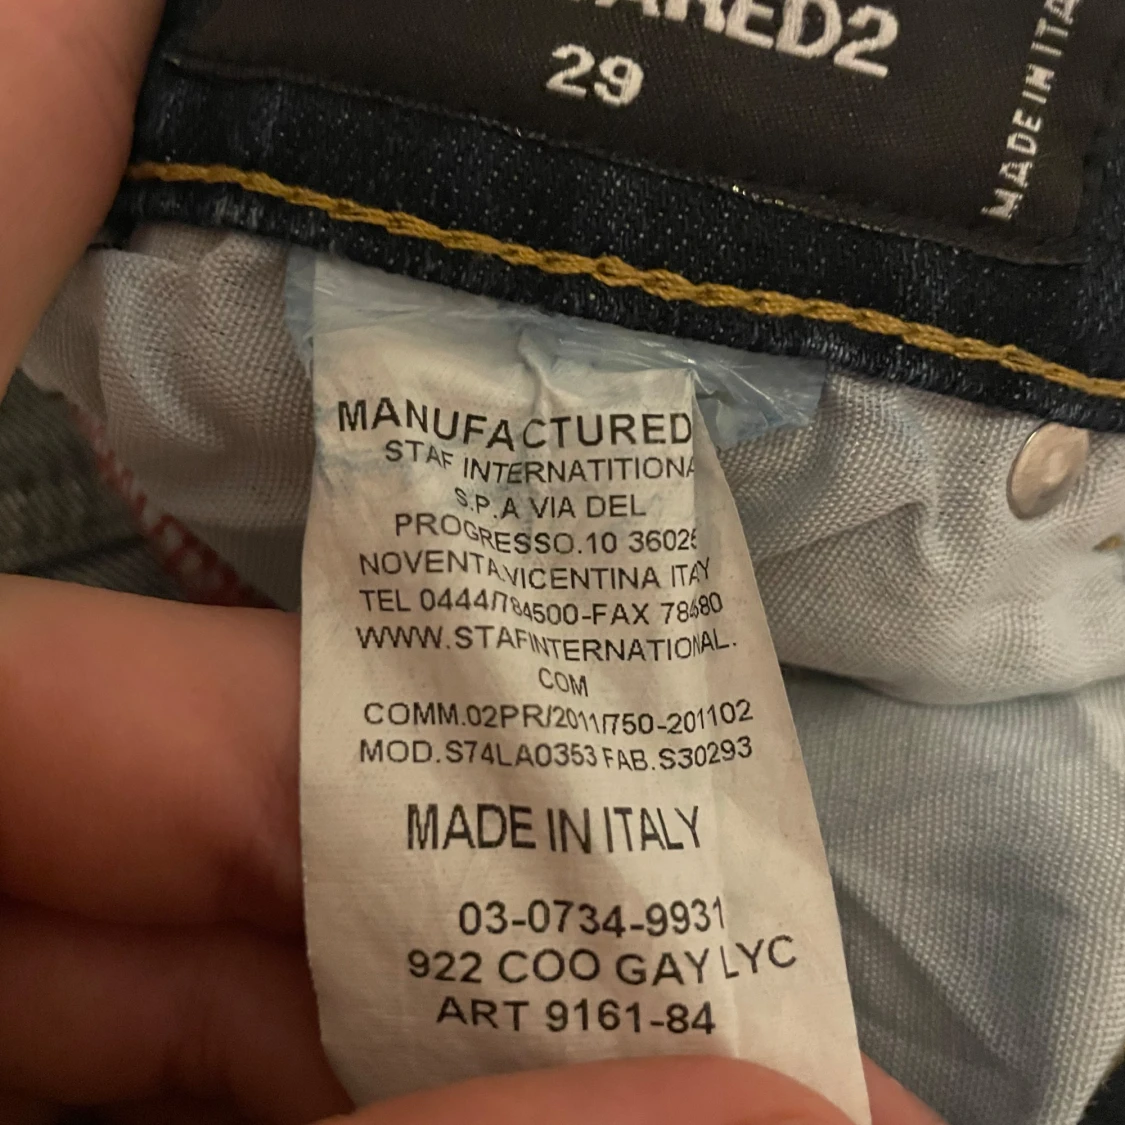 ARED2
29
MADE IN ITA
MANUFACTURED
STAF INTERNATITIONA
S.P.A VIA DEL
PROGRESSO.10 36025
NOVENTA,VICENTINA ITAY
TEL 0444/784500-FAX 784680
WWW.STAFINTERNATIONAL.
COM
COMM.02PR/2011/750-201102
MOD.S74LA0353 FAB.S30293
MADE IN ITALY
03-0734-9931
922 COO GAY LYC
ART 9161-84